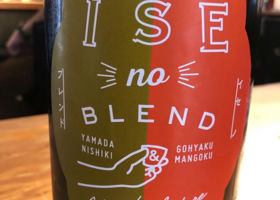 ISE
no
BLEND
YAMADA
NISHIKI
&
GOHYAKU
MANGOKU